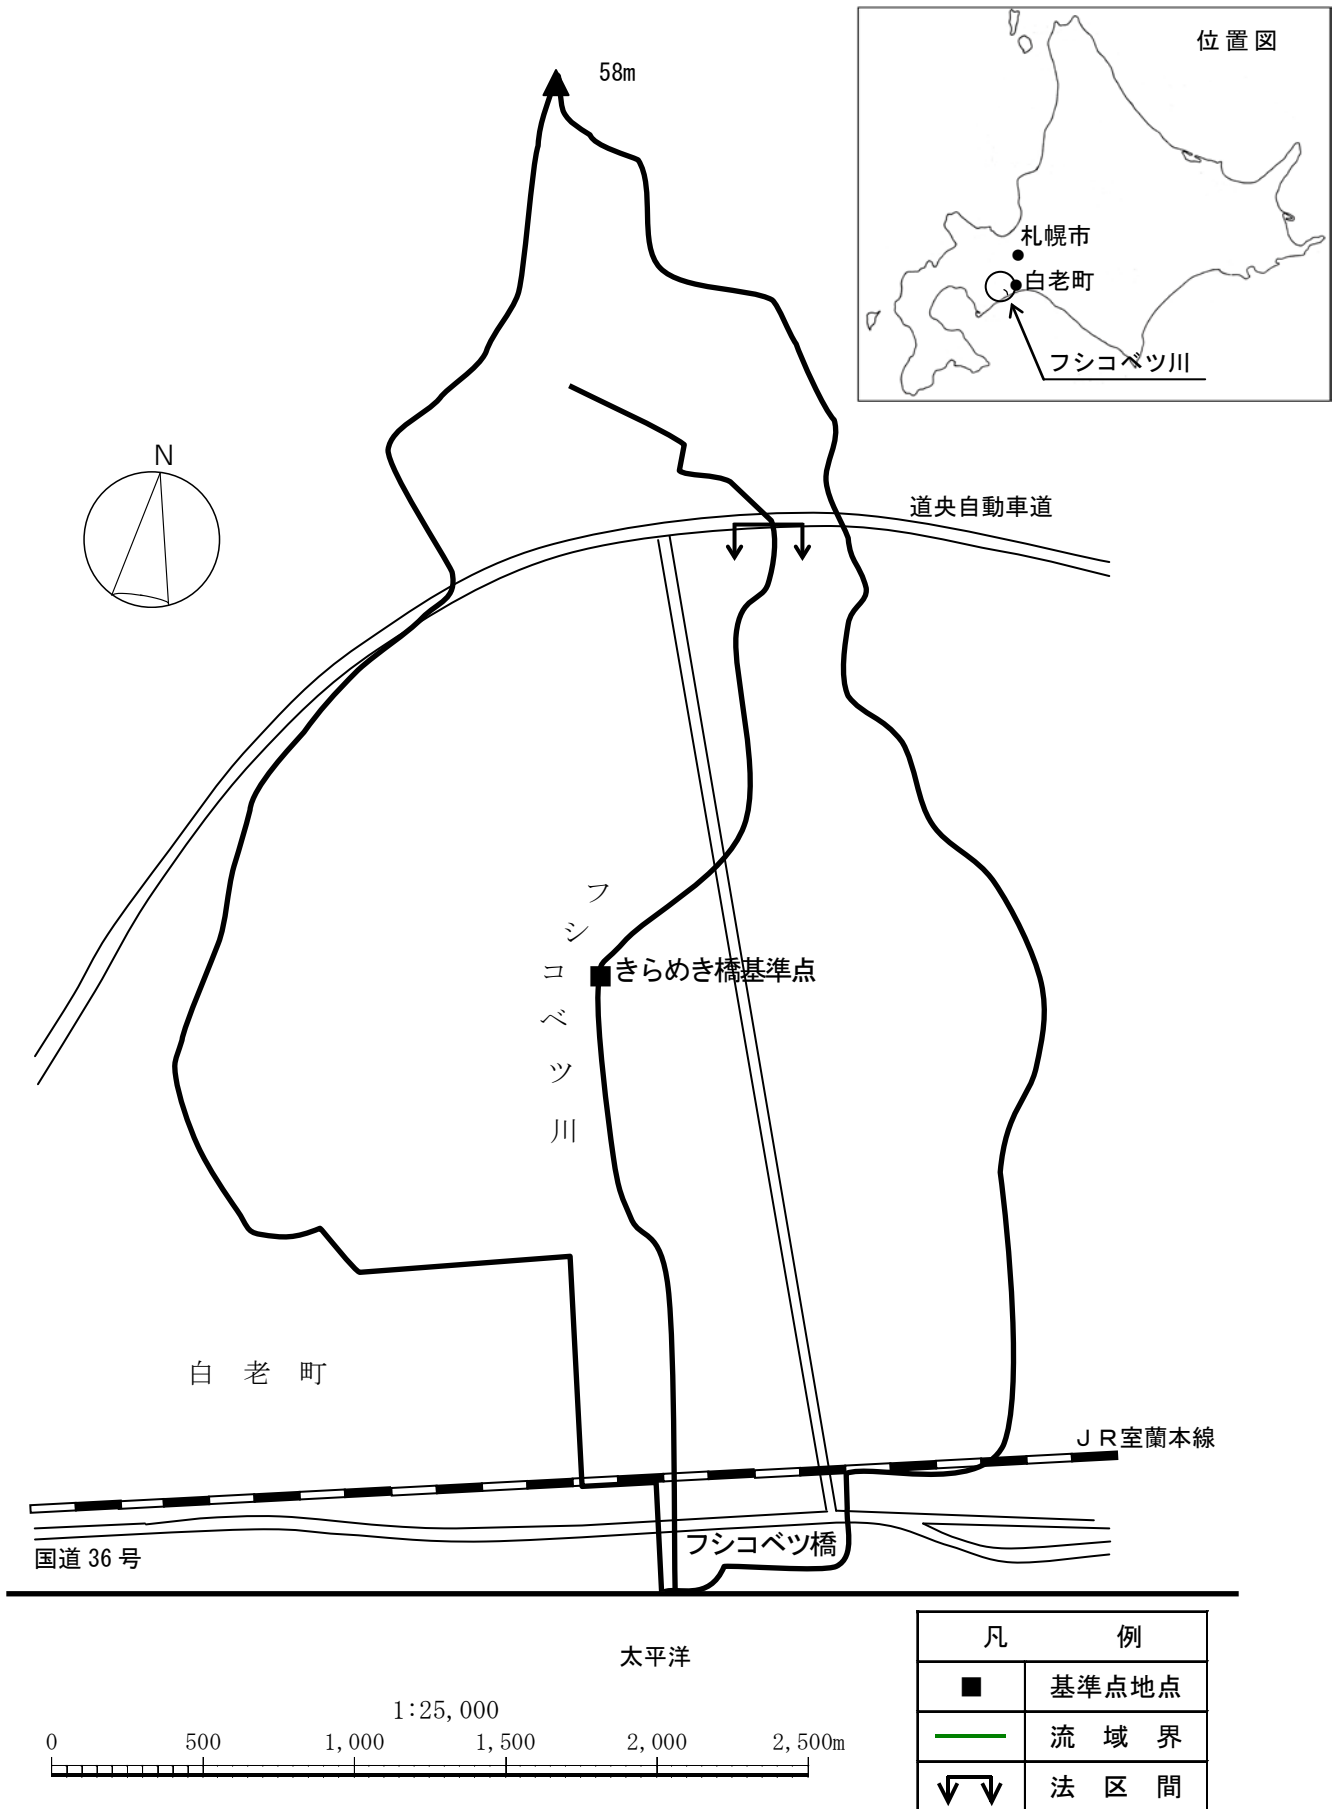 58m
位置図
札幌市
白老町
フシコベツ川
N
道央自動車道
フシコベツ川
きらめき橋基準点
白老町
JR室蘭本線
フシコベツ橋
国道36号
太平洋
1:25,000
0 500 1,000 1,500 2,000 2,500m
凡例
■ 基準点地点
流域界
法区間